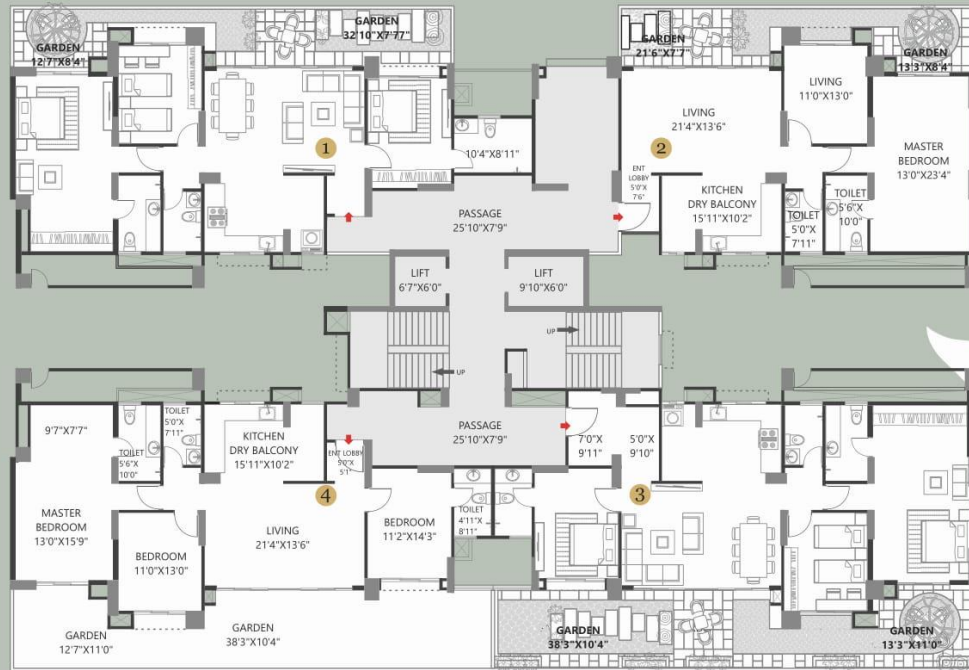 GARDEN
12'7"X8'4"
GARDEN
32'10"X7'77"
1
10'4"X8'11"
GARDEN
21'6"X7'7"
GARDEN
13'3"X8'4"
LIVING
11'0"X13'0"
LIVING
21'4"X13'6"
2
MASTER
BEDROOM
13'0"X23'4"
ENT
LOBBY
5'0"X
7'6"
KITCHEN
DRY BALCONY
15'11"X10'2"
TOILET
5'0"X
7'11"
TOILET
5'6"X
10'0"
PASSAGE
25'10"X7'9"
LIFT
6'7"X6'0"
LIFT
9'10"X6'0"
UP
UP
PASSAGE
25'10"X7'9"
9'7"X7'7"
TOILET
5'6"X
10'0"
TOILET
5'0"X
7'11"
KITCHEN
DRY BALCONY
15'11"X10'2"
ENT LOBBY
5'0"X
5'1"
4
MASTER
BEDROOM
13'0"X15'9"
BEDROOM
11'0"X13'0"
LIVING
21'4"X13'6"
BEDROOM
11'2"X14'3"
TOILET
4'11"X
8'11"
GARDEN
12'7"X11'0"
GARDEN
38'3"X10'4"
7'0"X
9'11"
5'0"X
9'10"
3
GARDEN
38'3"X10'4"
GARDEN
13'3"X11'0"